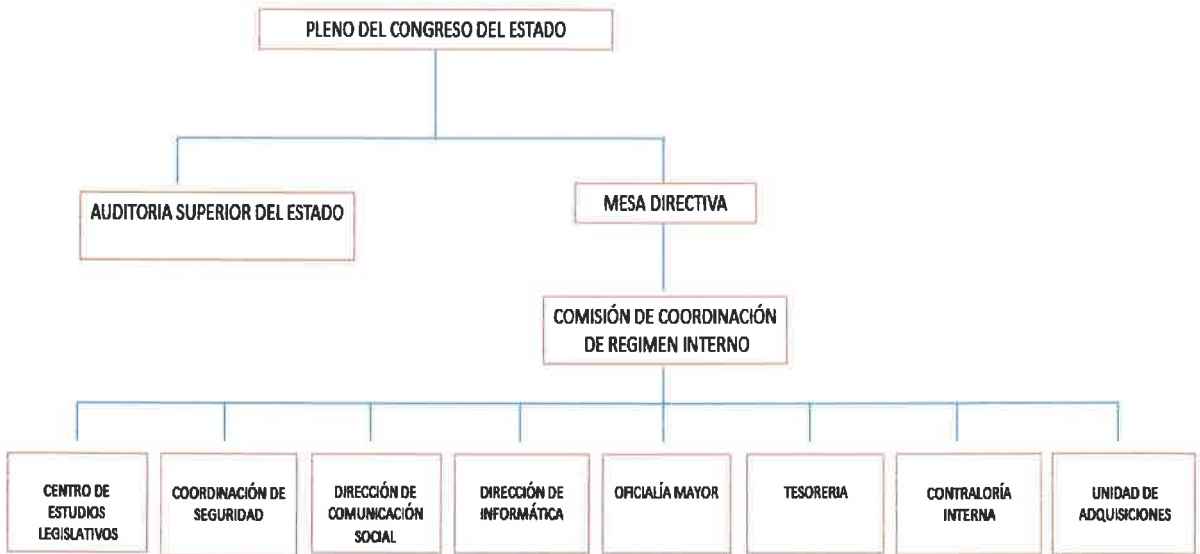 PLENO DEL CONGRESO DEL ESTADO
AUDITORIA SUPERIOR DEL ESTADO
MESA DIRECTIVA
COMISIÓN DE COORDINACIÓN
DE REGIMEN INTERNO
CENTRO DE
ESTUDIOS
LEGISLATIVOS
COORDINACIÓN DE
SEGURIDAD
DIRECCIÓN DE
COMUNICACIÓN
SOCIAL
DIRECCIÓN DE
INFORMÁTICA
OFICIALÍA MAYOR
TESORERIA
CONTRALORÍA
INTERNA
UNIDAD DE
ADQUISICIONES